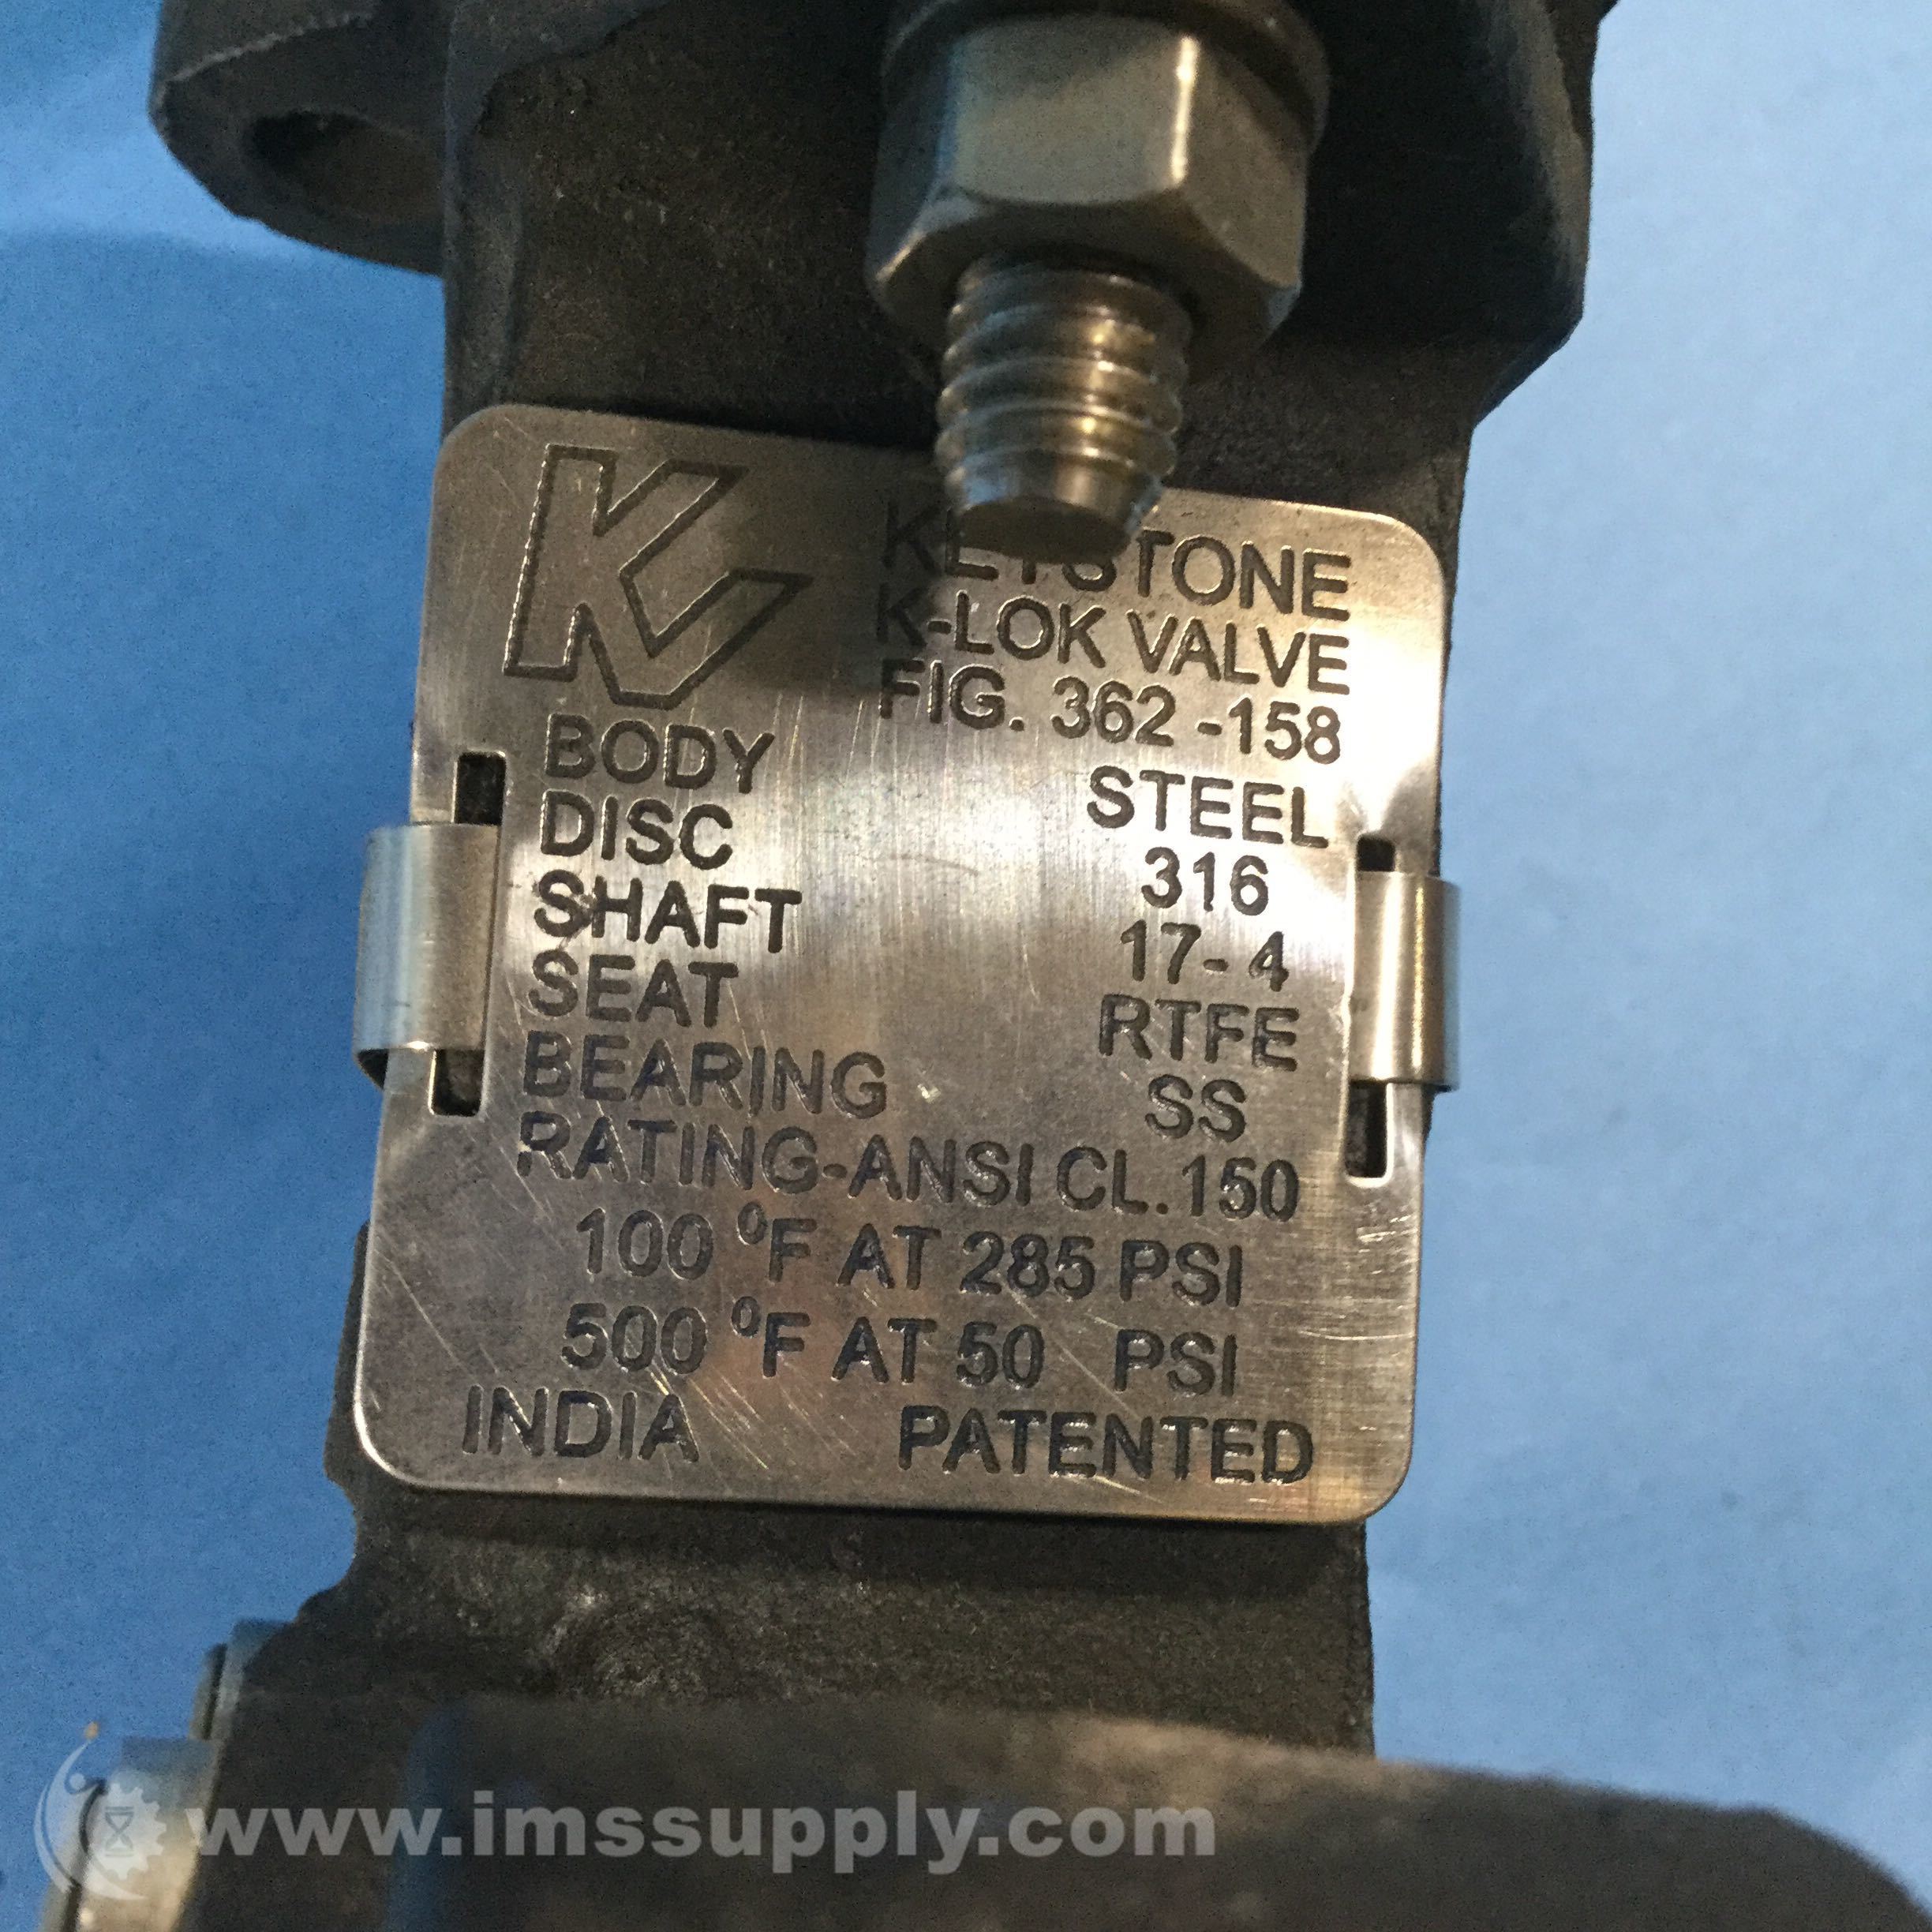 KEYSTONE
K-LOK VALVE
FIG. 362 -158
BODY STEEL
DISC 316
SHAFT 17-4
SEAT RTFE
BEARING SS
RATING-ANSI CL.150
100 °F AT 285 PSI
500 °F AT 50 PSI
INDIA PATENTED
www.imssupply.com